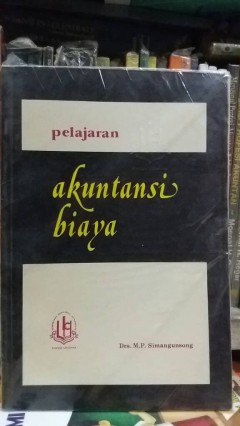 pelajaran
akuntansi
biaya
Drs. M.P. Simangunsong